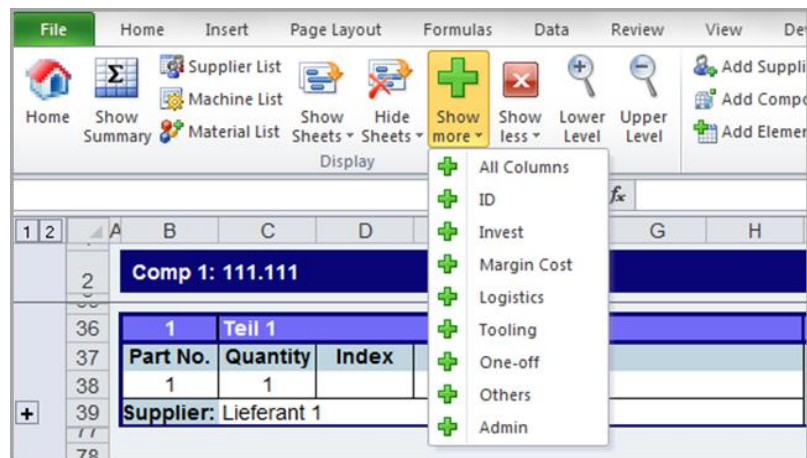 File Home Insert Page Layout Formulas Data Review View De
Home
Show Summary
Supplier List
Machine List
Material List
Show Sheets
Hide Sheets
Show more
Show less
Lower Level
Upper Level
Add Suppli
Add Compo
Add Elemen
Display
All Columns
ID
Invest
Margin Cost
Logistics
Tooling
One-off
Others
Admin
fx
1 2 A B C D G H
2 Comp 1: 111.111
36 1 Teil 1
37 Part No. Quantity Index
38 1 1
39 Supplier: Lieferant 1
78